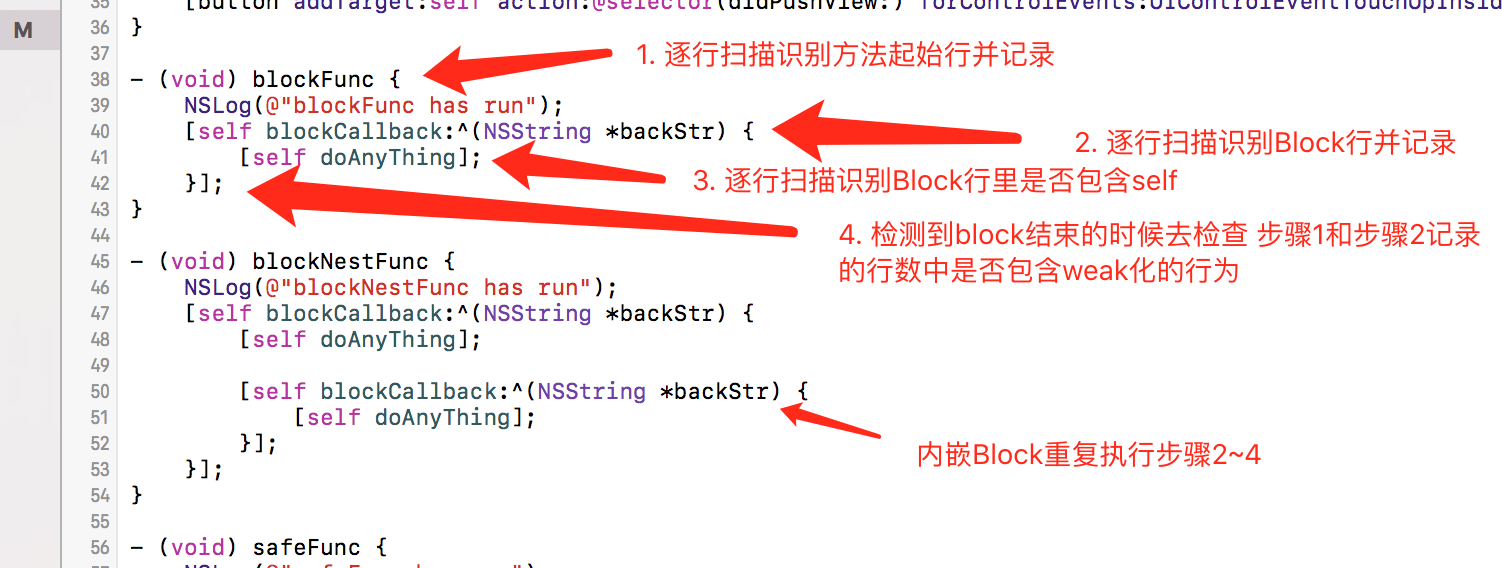 M
35 [button addTarget:self action:@selector(didPushView:) forControlEvents:UIControlEventTouchUpInsid
36 }
37
38 - (void) blockFunc {
1. 逐行扫描识别方法起始行并记录
39 NSLog(@"blockFunc has run");
40 [self blockCallback:^(NSString *backStr) {
2. 逐行扫描识别Block行并记录
41 [self doAnyThing];
3. 逐行扫描识别Block行里是否包含self
42 }];
43 }
4. 检测到block结束的时候去检查 步骤1和步骤2记录
的行数中是否包含weak化的行为
44
45 - (void) blockNestFunc {
46 NSLog(@"blockNestFunc has run");
47 [self blockCallback:^(NSString *backStr) {
48 [self doAnyThing];
49
50 [self blockCallback:^(NSString *backStr) {
51 [self doAnyThing];
52 }];
内嵌Block重复执行步骤2~4
53 }];
54 }
55
56 - (void) safeFunc {